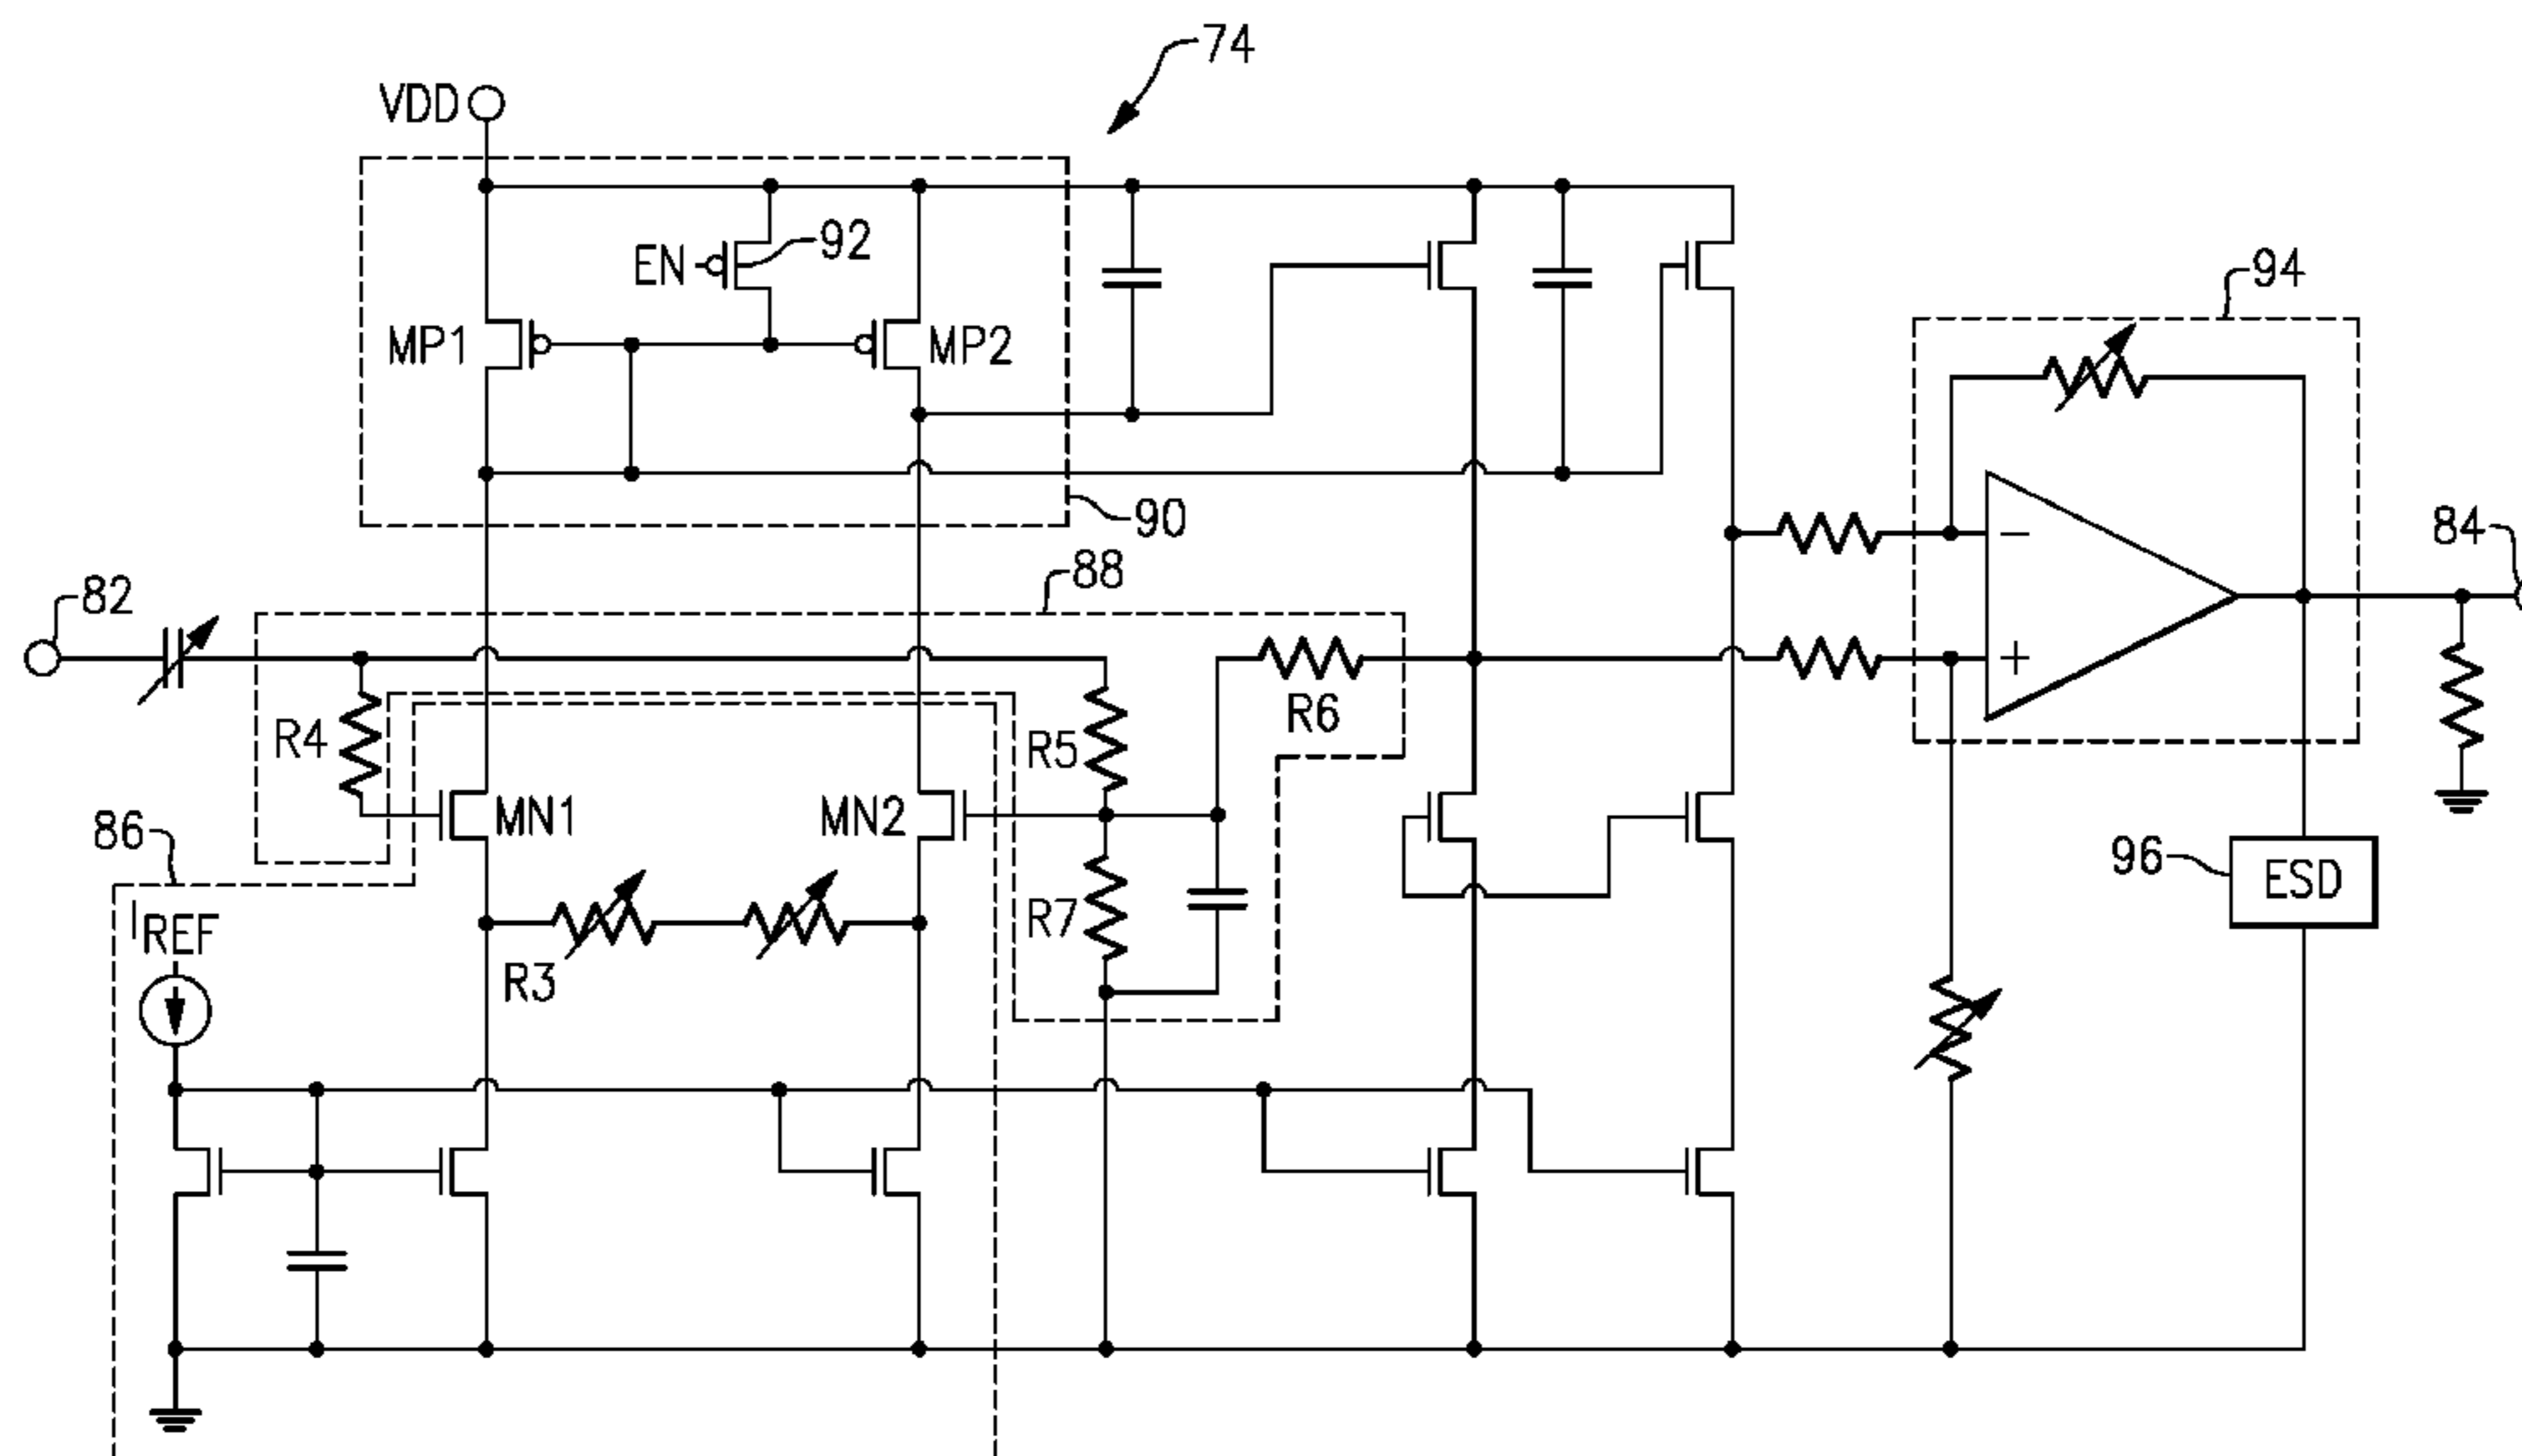 74
VDD
EN
92
94
MP1
MP2
90
84
82
88
−
+
R4
R5
R6
MN1
MN2
86
96
ESD
R7
IREF
R3